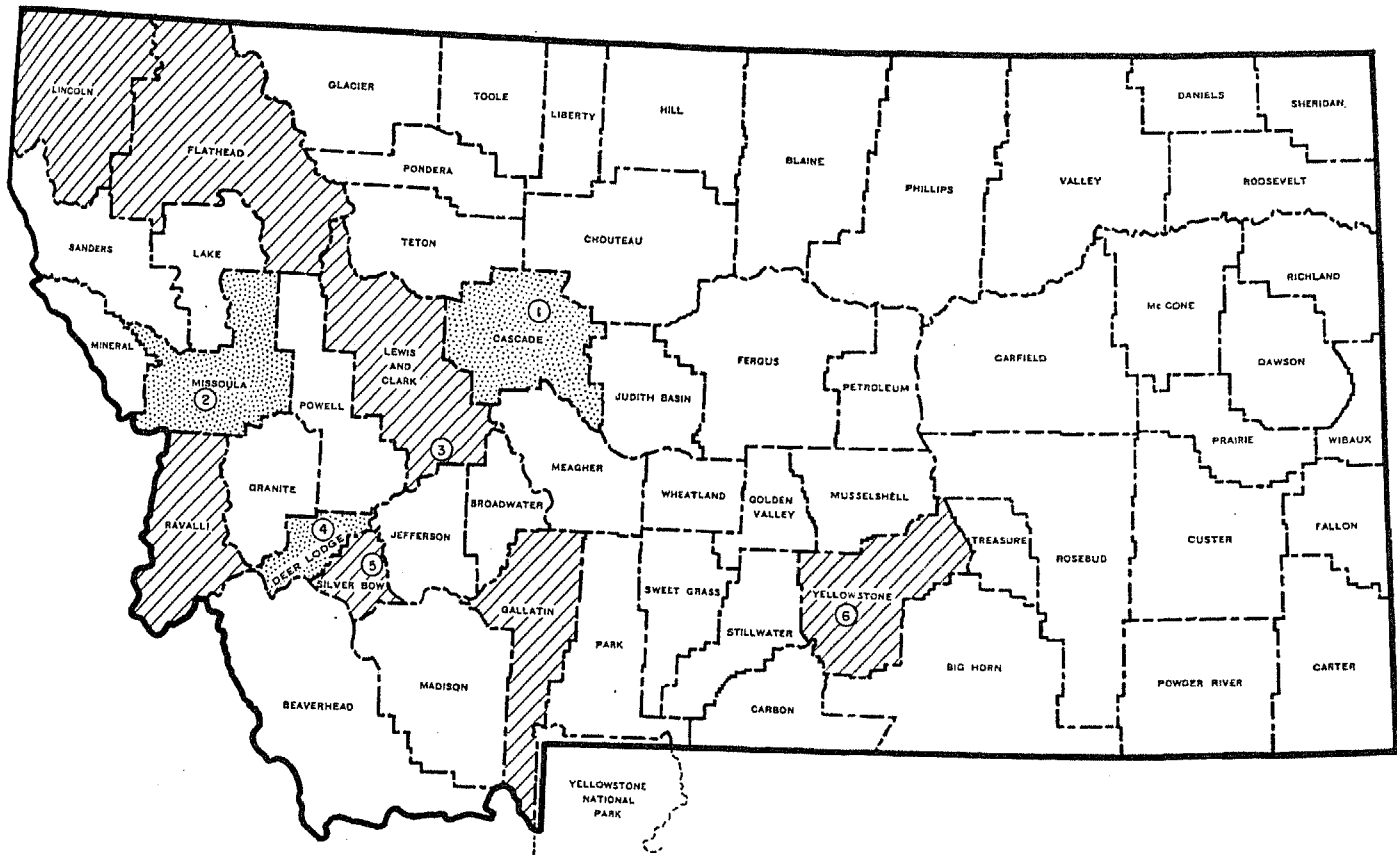 LINCOLN
FLATHEAD
GLACIER
TOOLE
LIBERTY
HILL
BLAINE
PHILLIPS
VALLEY
DANIELS
SHERIDAN
ROOSEVELT
PONDERA
TETON
CHOUTEAU
SANDERS
LAKE
RICHLAND
Mc CONE
DAWSON
1
CASCADE
MINERAL
MISSOULA
2
LEWIS
AND
CLARK
3
POWELL
JUDITH BASIN
FERGUS
PETROLEUM
GARFIELD
PRAIRIE
WIBAUX
GRANITE
RAVALLI
4
DEER LODGE
5
SILVER BOW
JEFFERSON
BROADWATER
MEAGHER
WHEATLAND
GOLDEN
VALLEY
MUSSELSHELL
TREASURE
ROSEBUD
CUSTER
FALLON
GALLATIN
SWEET GRASS
YELLOWSTONE
6
STILLWATER
PARK
BIG HORN
POWDER RIVER
CARTER
BEAVERHEAD
MADISON
CARBON
YELLOWSTONE
NATIONAL
PARK